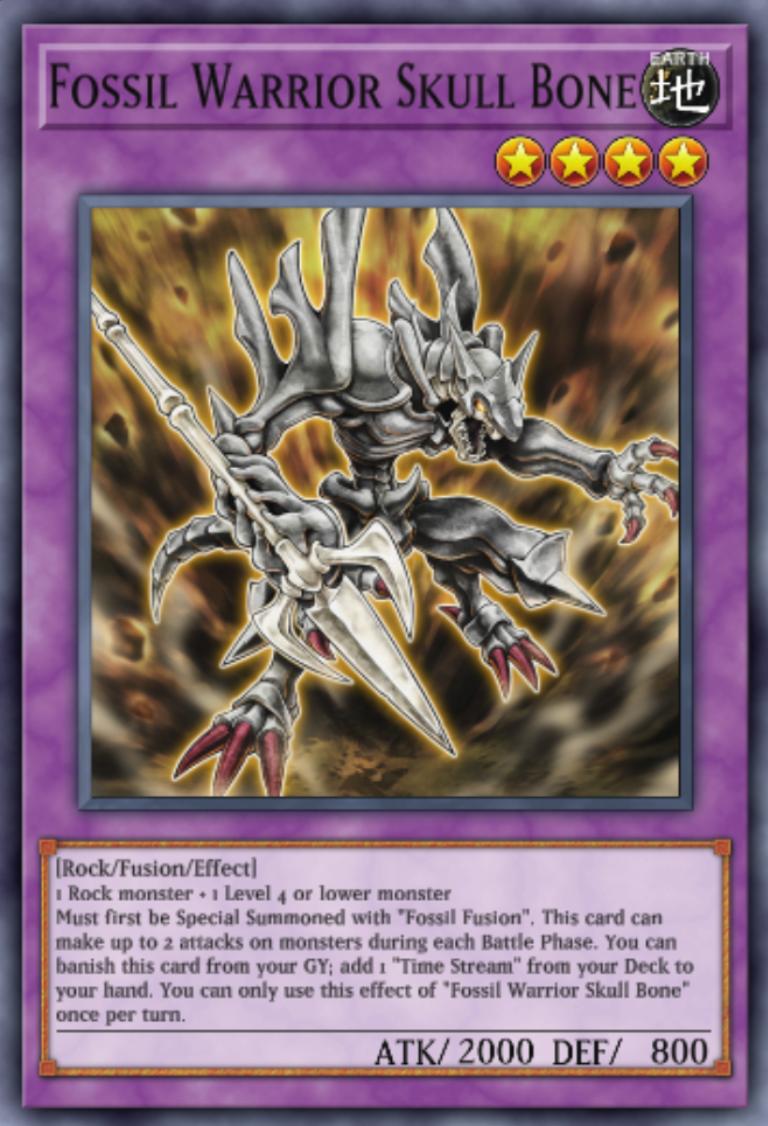 FOSSIL WARRIOR SKULL BONE
EARTH
地
[Rock/Fusion/Effect]
1 Rock monster + 1 Level 4 or lower monster
Must first be Special Summoned with "Fossil Fusion". This card can
make up to 2 attacks on monsters during each Battle Phase. You can
banish this card from your GY; add 1 "Time Stream" from your Deck to
your hand. You can only use this effect of "Fossil Warrior Skull Bone"
once per turn.
ATK/ 2000 DEF/ 800